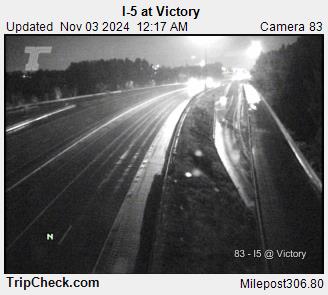 I-5 at Victory
Updated Nov 03 2024 12:17 AM Camera 83
N
83 - I5 @ Victory
TripCheck.com Milepost306.80